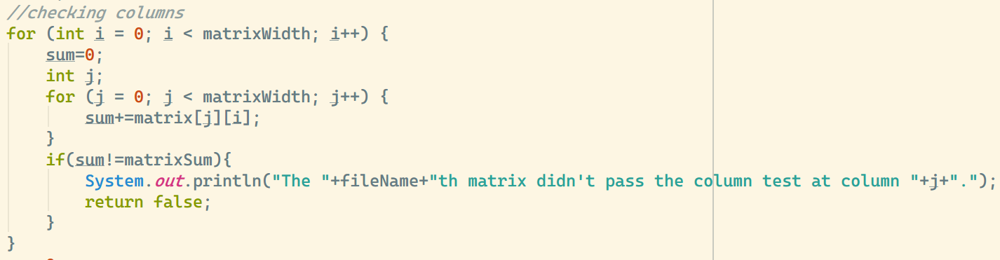 //checking columns
for (int i = 0; i < matrixWidth; i++) {
    sum=0;
    int j;
    for (j = 0; j < matrixWidth; j++) {
        sum+=matrix[j][i];
    }
    if(sum!=matrixSum){
        System.out.println("The "+fileName+"th matrix didn't pass the column test at column "+j+".");
        return false;
    }
}